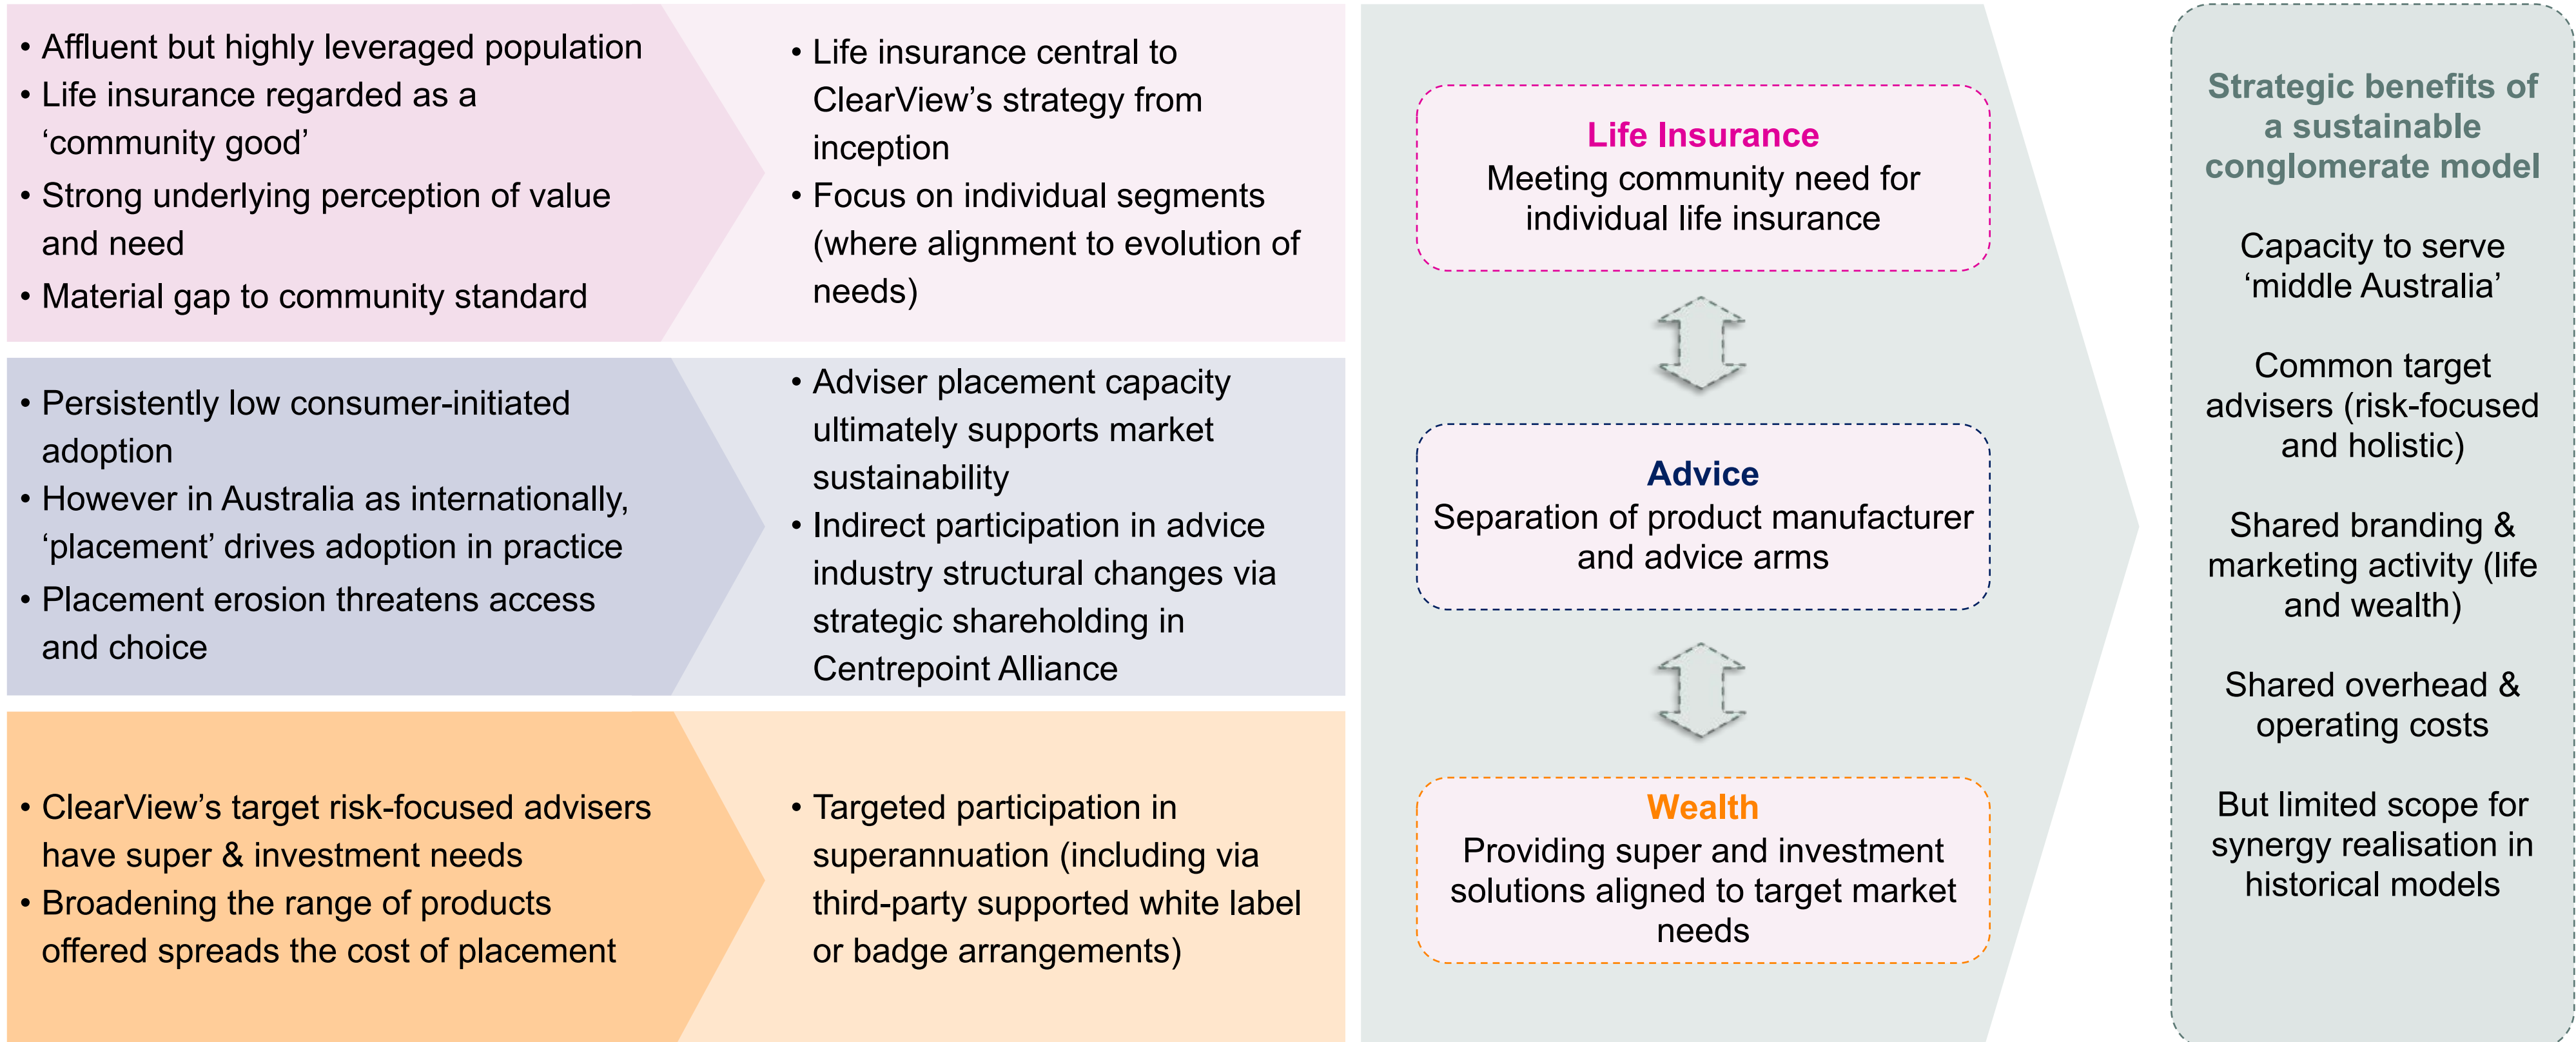 • Affluent but highly leveraged population
• Life insurance regarded as a
‘community good’
• Strong underlying perception of value
and need
• Material gap to community standard
• Life insurance central to
ClearView’s strategy from
inception
• Focus on individual segments
(where alignment to evolution of
needs)
• Persistently low consumer-initiated
adoption
• However in Australia as internationally,
‘placement’ drives adoption in practice
• Placement erosion threatens access
and choice
• Adviser placement capacity
ultimately supports market
sustainability
• Indirect participation in advice
industry structural changes via
strategic shareholding in
Centrepoint Alliance
• ClearView’s target risk-focused advisers
have super & investment needs
• Broadening the range of products
offered spreads the cost of placement
• Targeted participation in
superannuation (including via
third-party supported white label
or badge arrangements)
Life Insurance
Meeting community need for
individual life insurance
Advice
Separation of product manufacturer
and advice arms
Wealth
Providing super and investment
solutions aligned to target market
needs
Strategic benefits of
a sustainable
conglomerate model
Capacity to serve
‘middle Australia’
Common target
advisers (risk-focused
and holistic)
Shared branding &
marketing activity (life
and wealth)
Shared overhead &
operating costs
But limited scope for
synergy realisation in
historical models